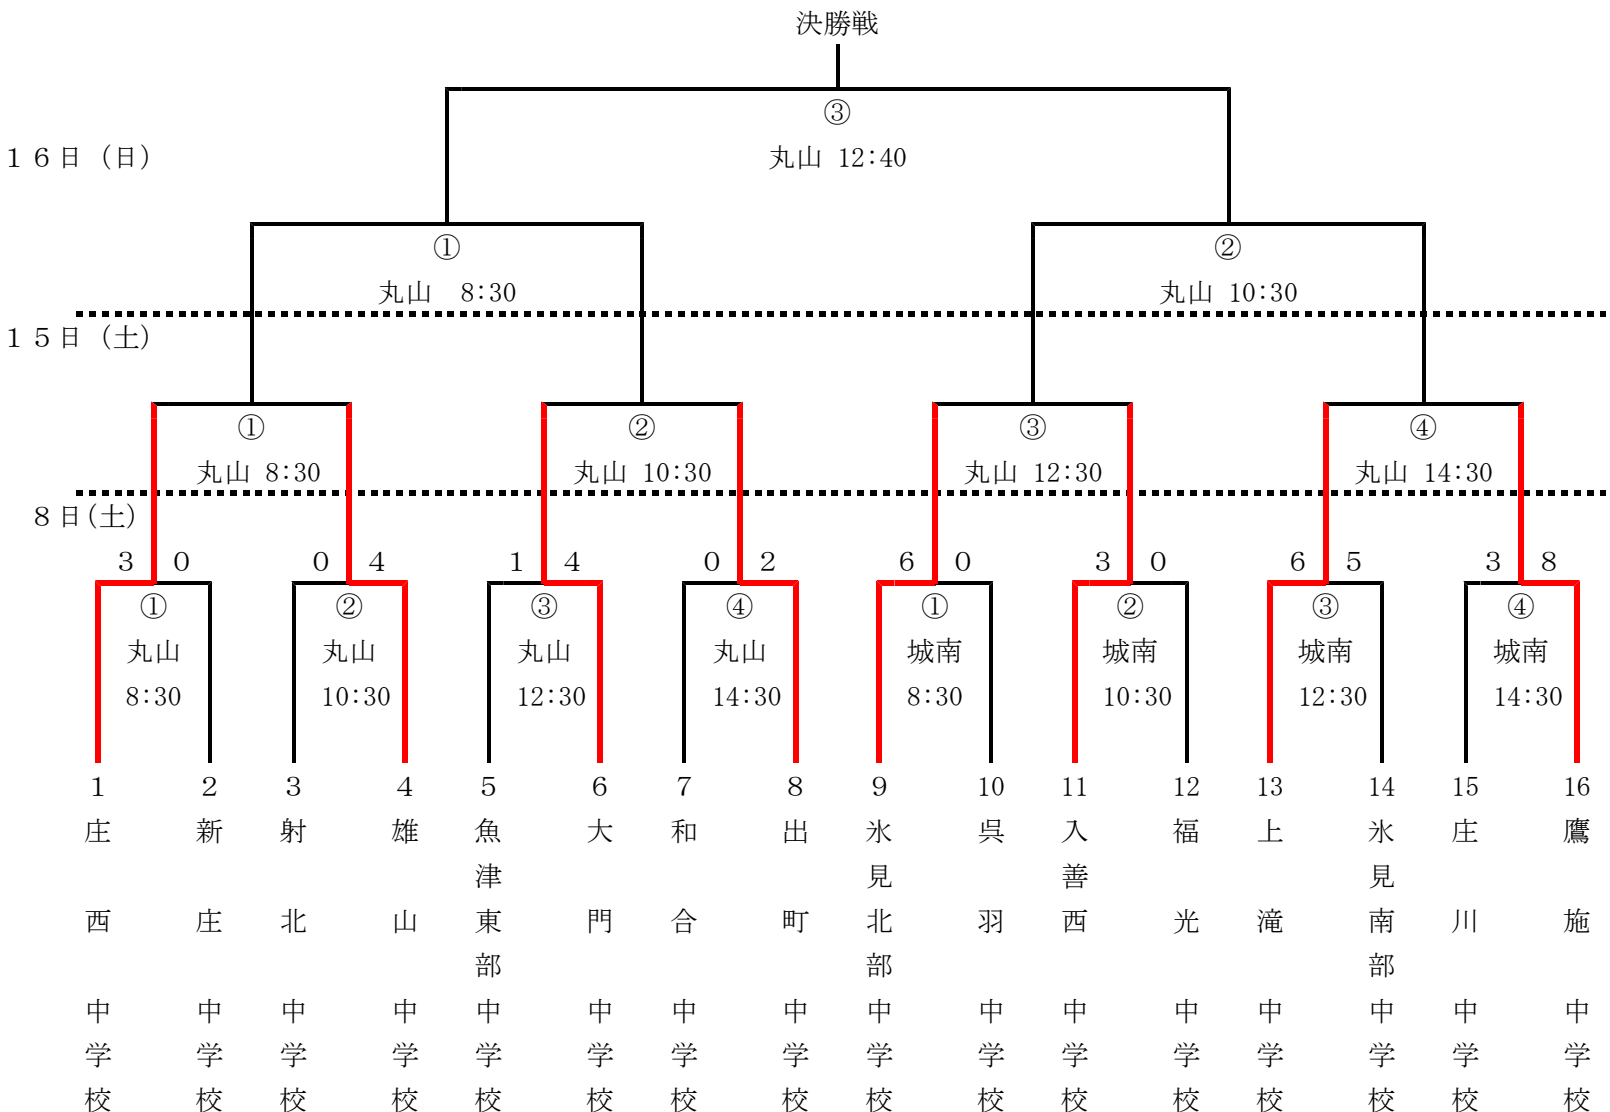 決勝戦
③
１６日（日）
丸山 12:40
①
②
丸山　8:30
丸山 10:30
１５日（土）
①
②
③
④
丸山 8:30
丸山 10:30
丸山 12:30
丸山 14:30
８日（土）
３ ０ ０ ４ １ ４ ０ ２ ６ ０ ３ ０ ６ ５ ３ ８
① ② ③ ④ ① ② ③ ④
丸山 丸山 丸山 丸山 城南 城南 城南 城南
8:30 10:30 12:30 14:30 8:30 10:30 12:30 14:30
１ ２ ３ ４ ５ ６ ７ ８ ９ 10 11 12 13 14 15 16
庄西中学校
新庄中学校
射北中学校
雄山中学校
魚津東部中学校
大門中学校
和合中学校
出町中学校
氷見北部中学校
呉羽中学校
入善西中学校
福光中学校
上滝中学校
氷見南部中学校
庄川中学校
鷹施中学校